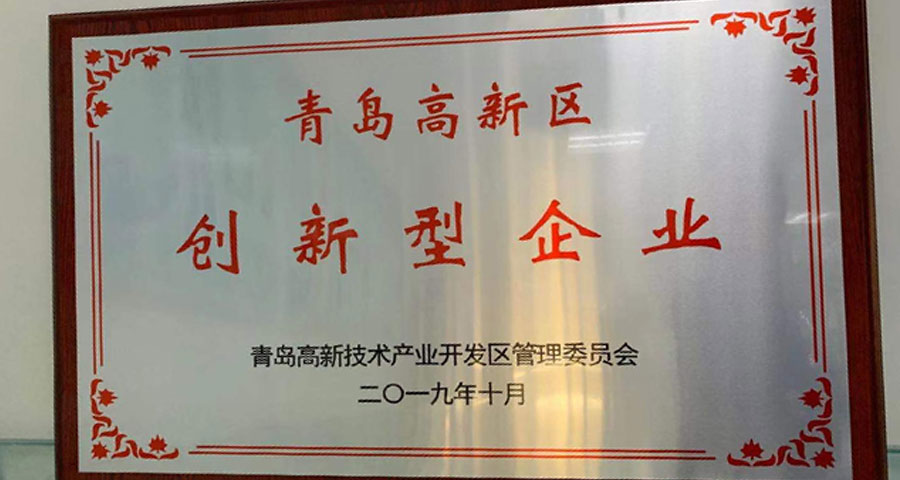 青岛高新区
创新型企业
青岛高新技术产业开发区管理委员会
二〇一九年十月